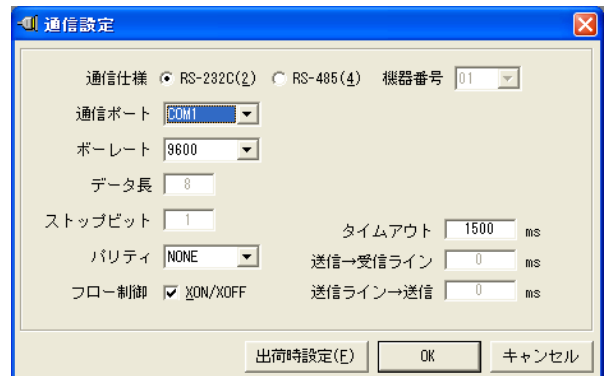 通信設定
通信仕様 RS-232C(2) RS-485(4) 機器番号 01
通信ポート COM1
ボーレート 9600
データ長 8
ストップビット 1
タイムアウト 1500 ms
パリティ NONE
送信→受信ライン 0 ms
フロー制御 XON/XOFF
送信ライン→送信 0 ms
出荷時設定(F) OK キャンセル